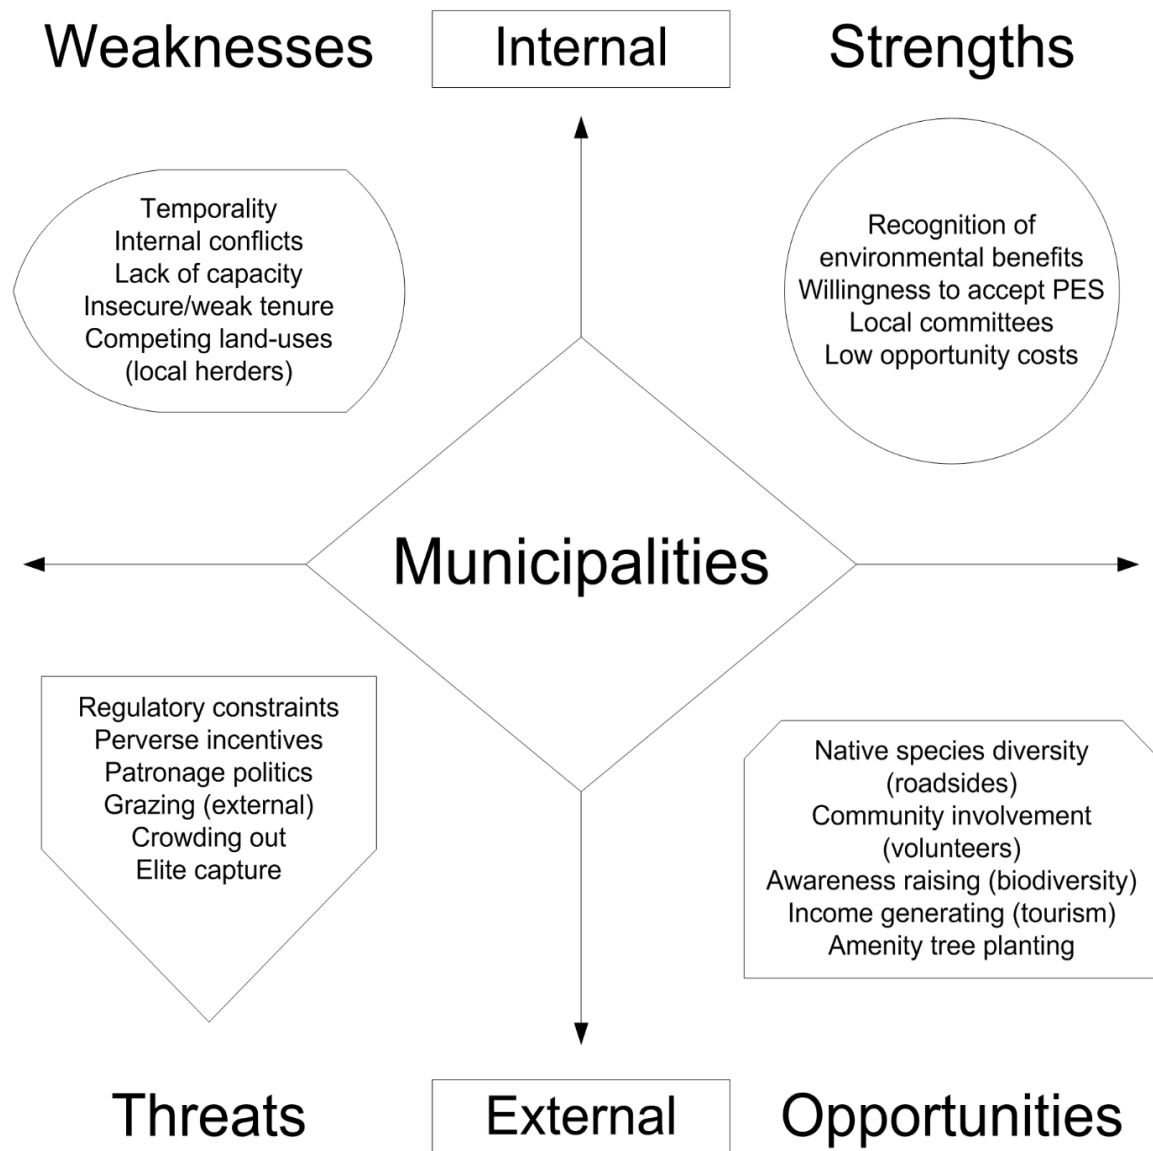 Weaknesses
Internal
Strengths
Temporality
Internal conflicts
Lack of capacity
Insecure/weak tenure
Competing land-uses
(local herders)
Recognition of
environmental benefits
Willingness to accept PES
Local committees
Low opportunity costs
Municipalities
Regulatory constraints
Perverse incentives
Patronage politics
Grazing (external)
Crowding out
Elite capture
Native species diversity
(roadsides)
Community involvement
(volunteers)
Awareness raising (biodiversity)
Income generating (tourism)
Amenity tree planting
Threats
External
Opportunities